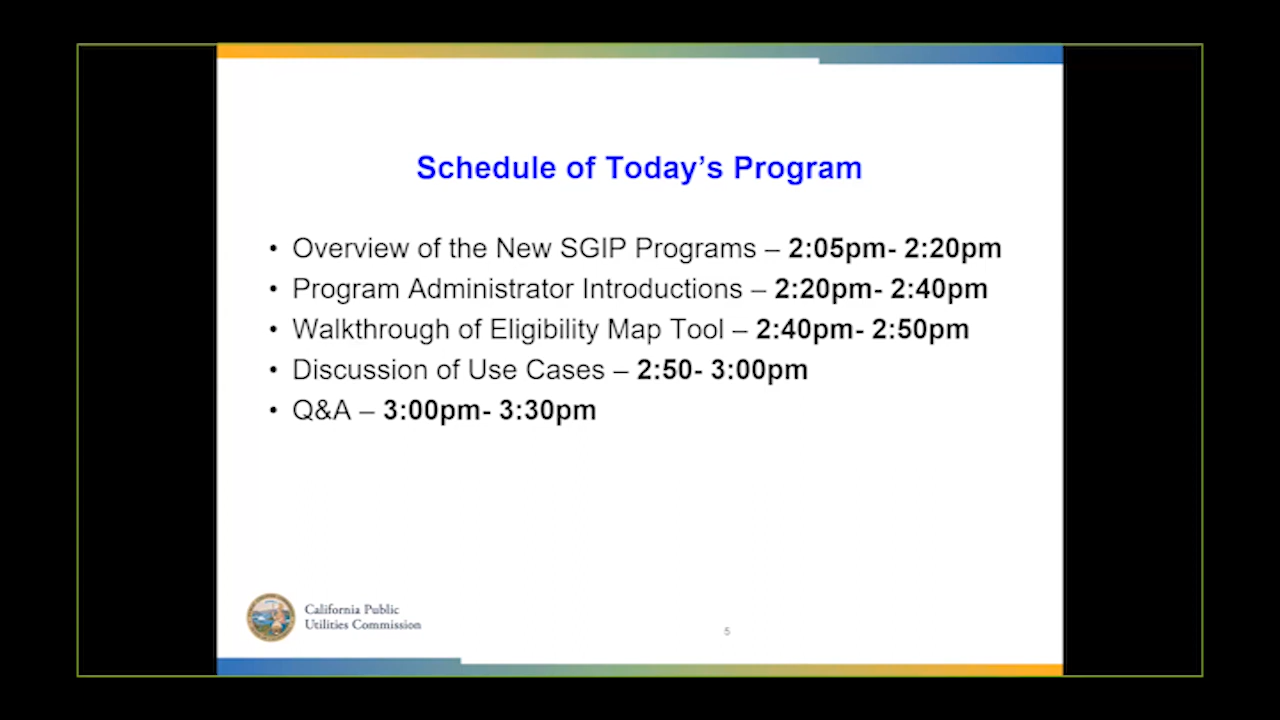 Schedule of Today’s Program
• Overview of the New SGIP Programs – 2:05pm- 2:20pm
• Program Administrator Introductions – 2:20pm- 2:40pm
• Walkthrough of Eligibility Map Tool – 2:40pm- 2:50pm
• Discussion of Use Cases – 2:50- 3:00pm
• Q&A – 3:00pm- 3:30pm
California Public
Utilities Commission
5